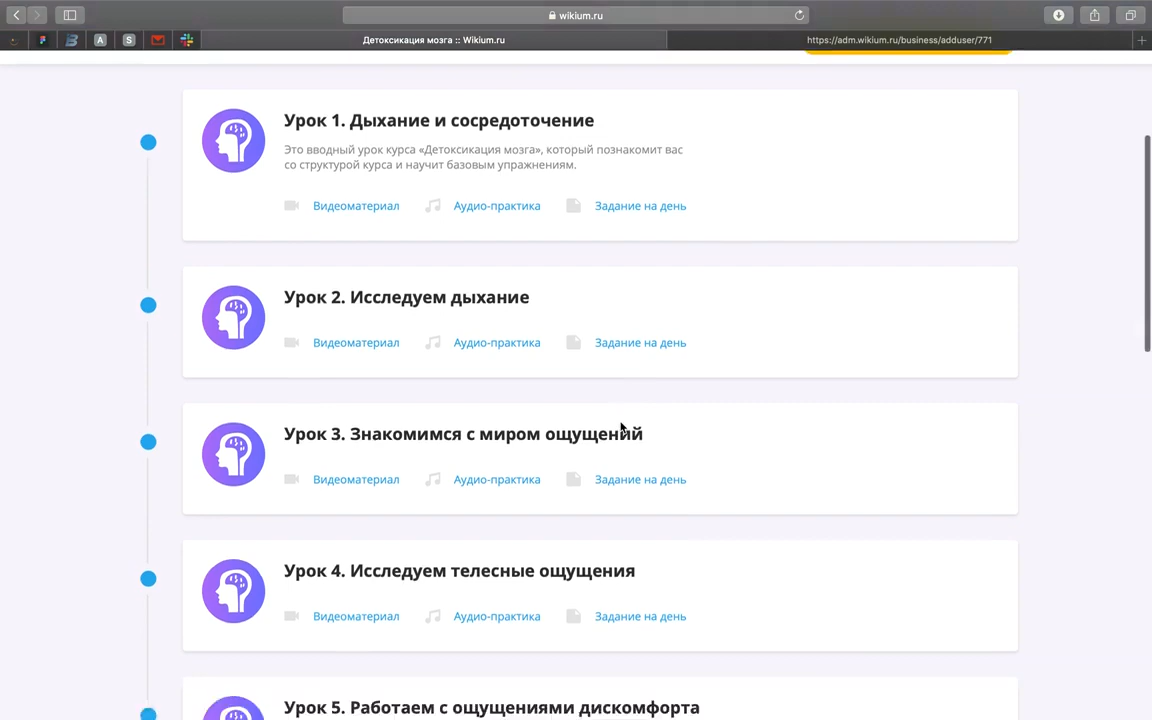 wikium.ru
A
S
Детоксикация мозга :: Wikium.ru
https://adm.wikium.ru/business/adduser/771
Урок 1. Дыхание и сосредоточение
Это вводный урок курса «Детоксикация мозга», который познакомит вас
со структурой курса и научит базовым упражнениям.
Видеоматериал Аудио-практика Задание на день
Урок 2. Исследуем дыхание
Видеоматериал Аудио-практика Задание на день
Урок 3. Знакомимся с миром ощущений
Видеоматериал Аудио-практика Задание на день
Урок 4. Исследуем телесные ощущения
Видеоматериал Аудио-практика Задание на день
Урок 5. Работаем с ощущениями дискомфорта